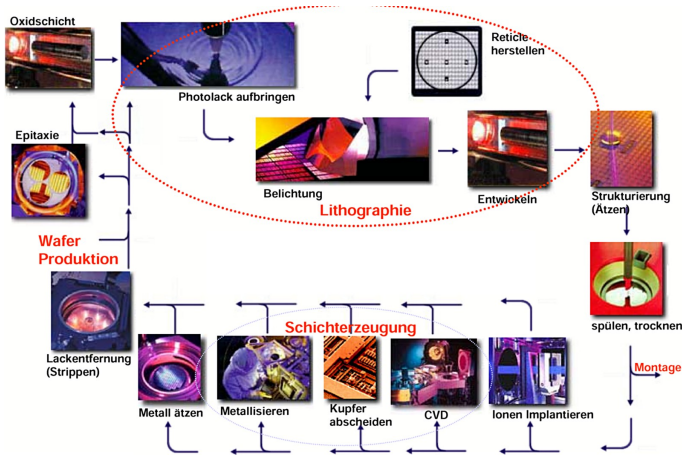 Oxidschicht
Reticle
herstellen
Photolack aufbringen
Epitaxie
Belichtung
Entwickeln
Strukturierung
(Ätzen)
Lithographie
Wafer
Produktion
spülen, trocknen
Schichterzeugung
Lackentfernung
(Strippen)
Montage
Metall ätzen
Metallisieren
Kupfer
abscheiden
CVD
Ionen Implantieren